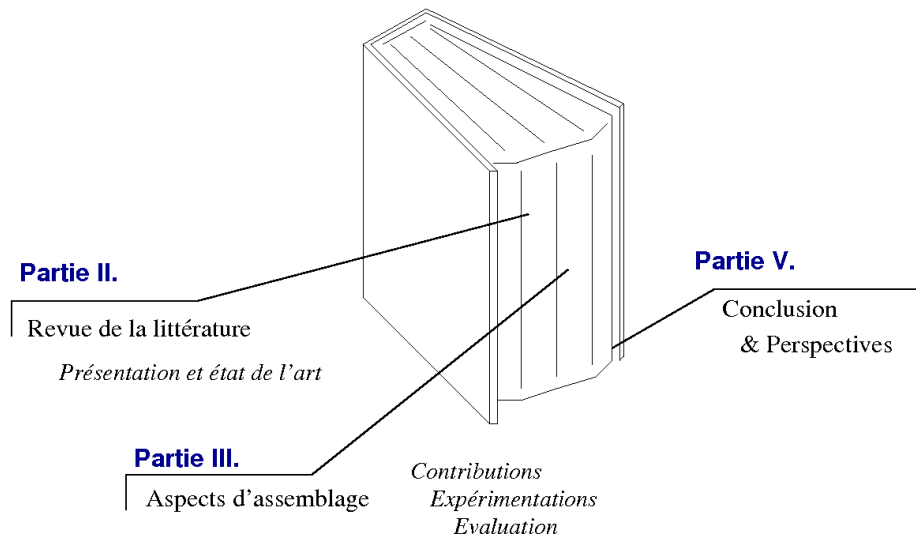 Partie II.
Revue de la littérature
Présentation et état de l'art
Partie V.
Conclusion
& Perspectives
Partie III.
Aspects d'assemblage
Contributions
Expérimentations
Evaluation